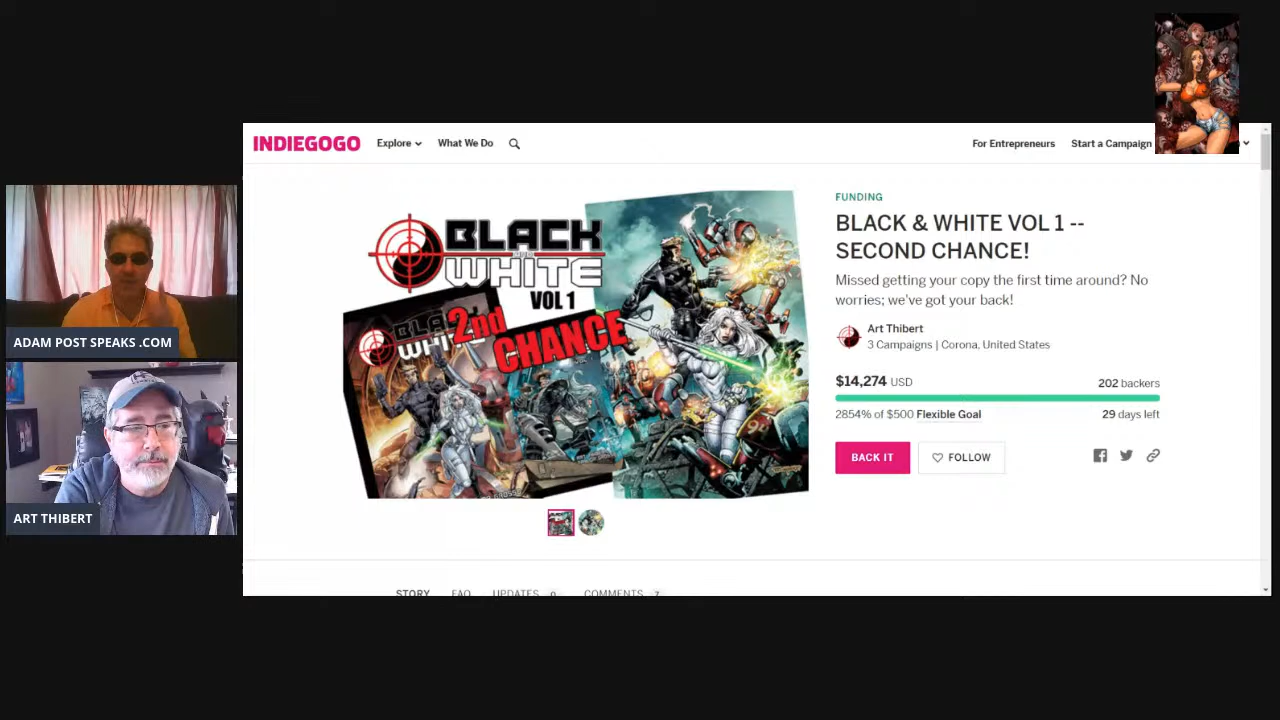 INDIEGOGO
Explore
What We Do
For Entrepreneurs
Start a Campaign
BLACK
WHITE
VOL 1
2nd
CHANCE
FUNDING
BLACK & WHITE VOL 1 --
SECOND CHANCE!
Missed getting your copy the first time around? No
worries; we've got your back!
Art Thibert
3 Campaigns | Corona, United States
$14,274 USD
202 backers
2854% of $500 Flexible Goal
29 days left
BACK IT
FOLLOW
ADAM POST SPEAKS .COM
ART THIBERT
STORY FAQ UPDATES 0 COMMENTS 7